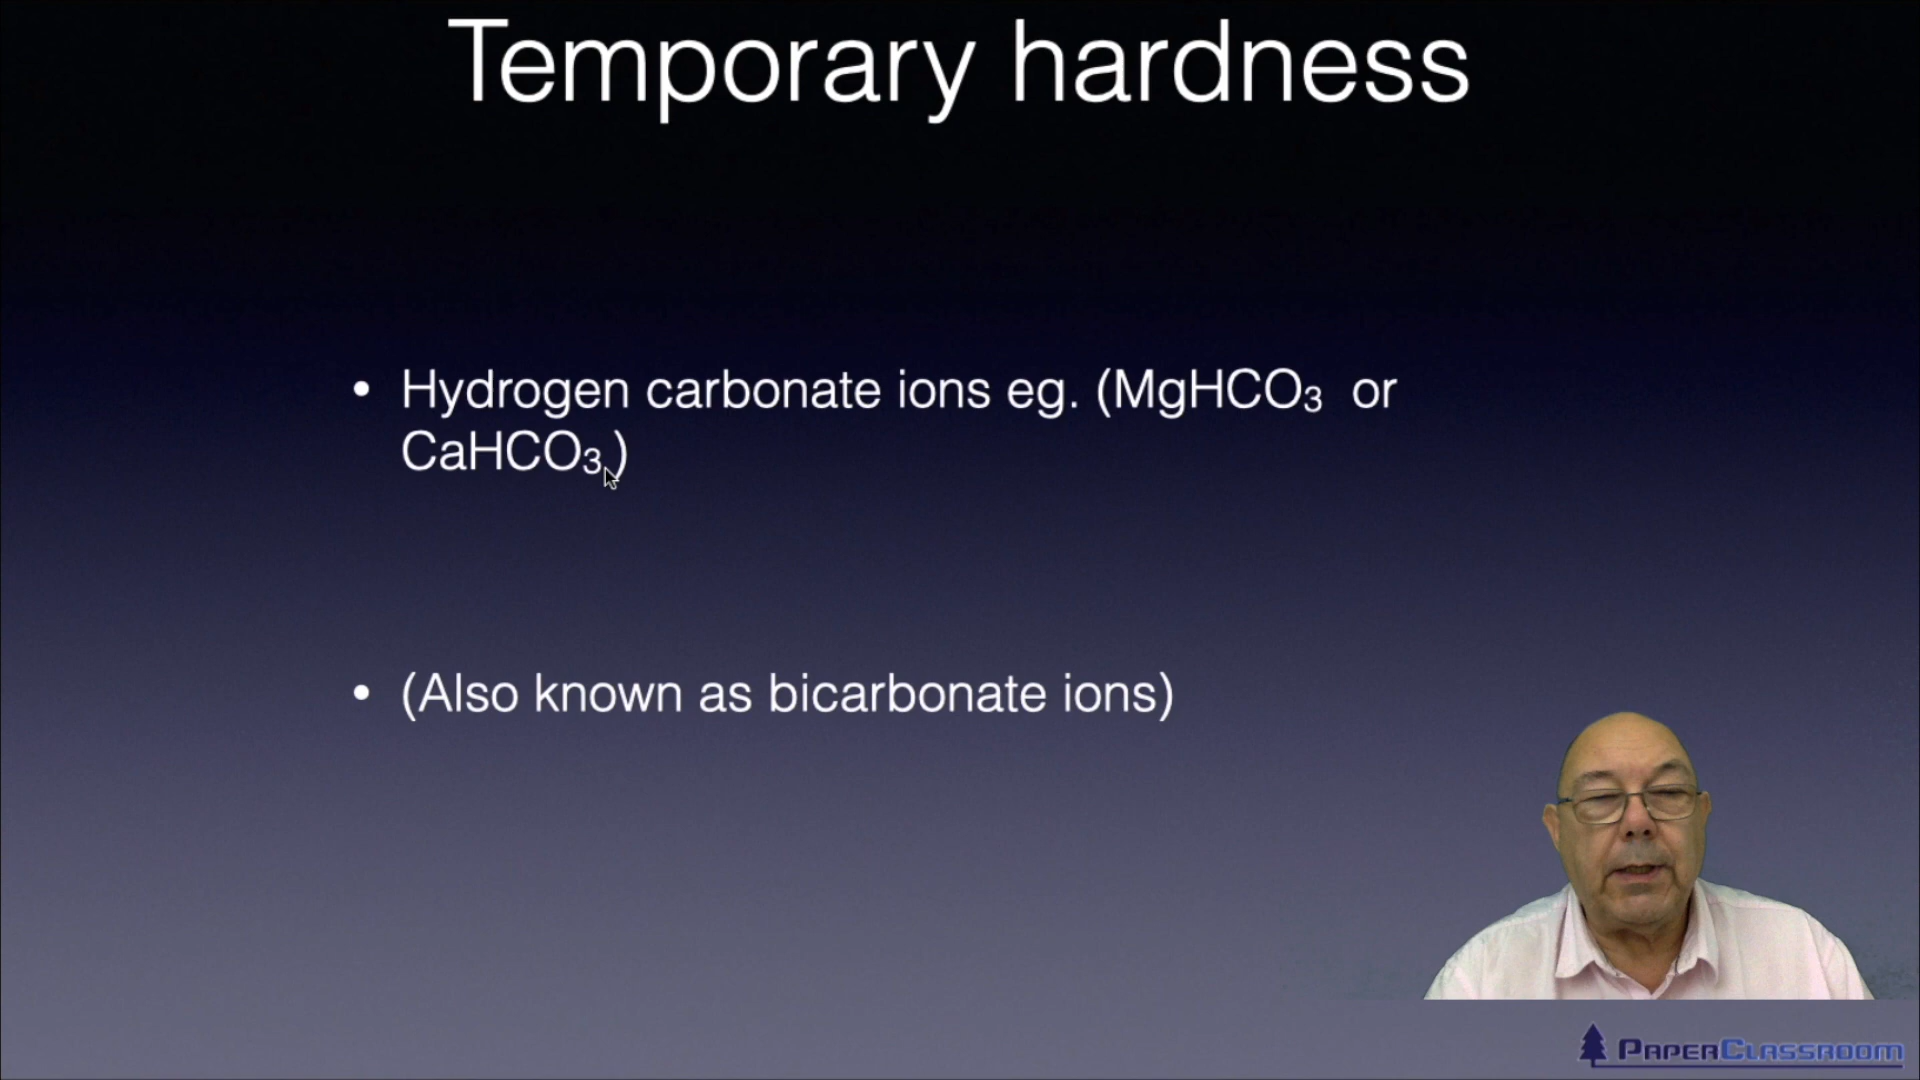 Temporary hardness
• Hydrogen carbonate ions eg. (MgHCO₃ or
CaHCO₃ )
• (Also known as bicarbonate ions)
PAPERCLASSROOM